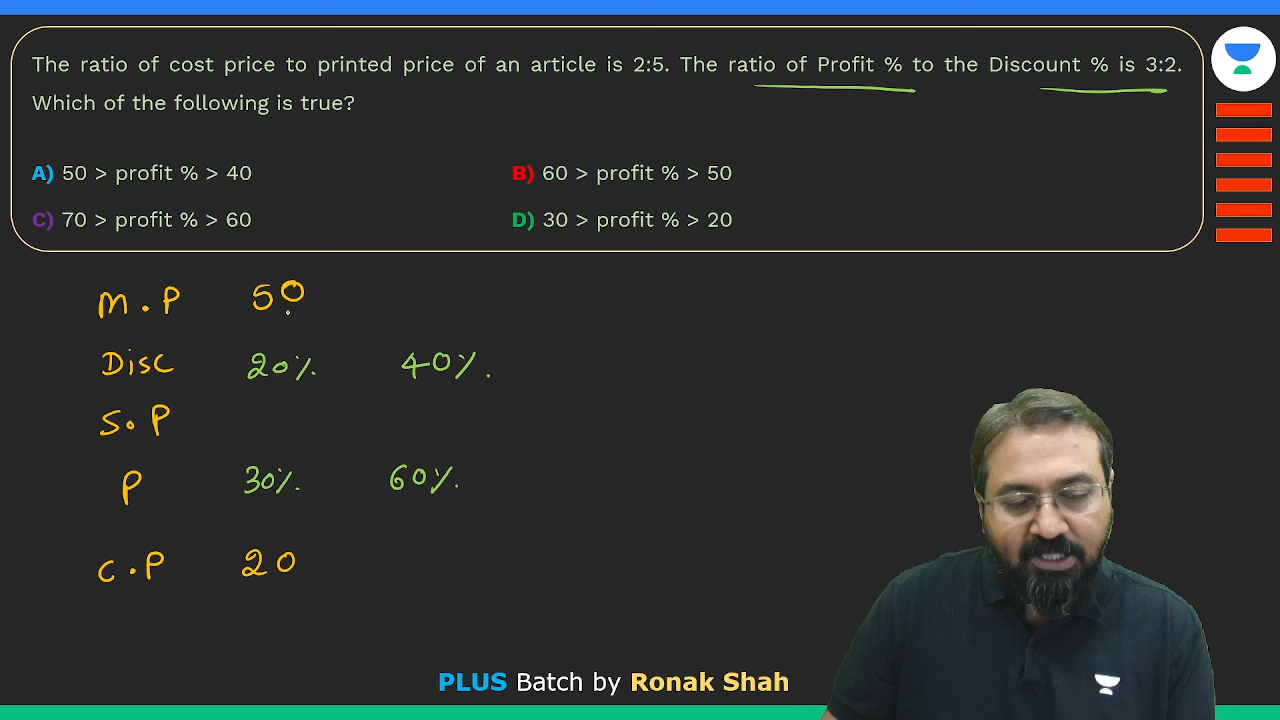 The ratio of cost price to printed price of an article is 2:5. The ratio of Profit % to the Discount % is 3:2.
Which of the following is true?
A) 50 > profit % > 40
B) 60 > profit % > 50
C) 70 > profit % > 60
D) 30 > profit % > 20
M.P 50
Disc 20% 40%.
S.P
P 30%. 60%.
C.P 20
PLUS Batch by Ronak Shah